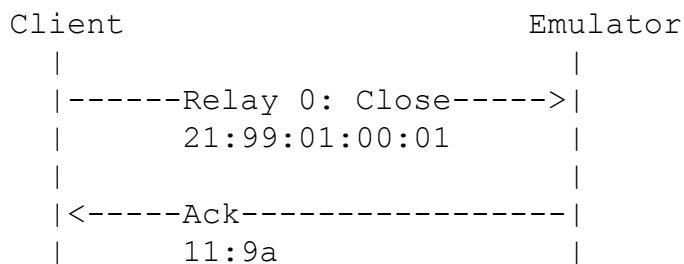 Client                      Emulator
  |                            |
  |------Relay 0: Close----->|
  |      21:99:01:00:01      |
  |                            |
  |<-----Ack-----------------|
  |      11:9a                 |